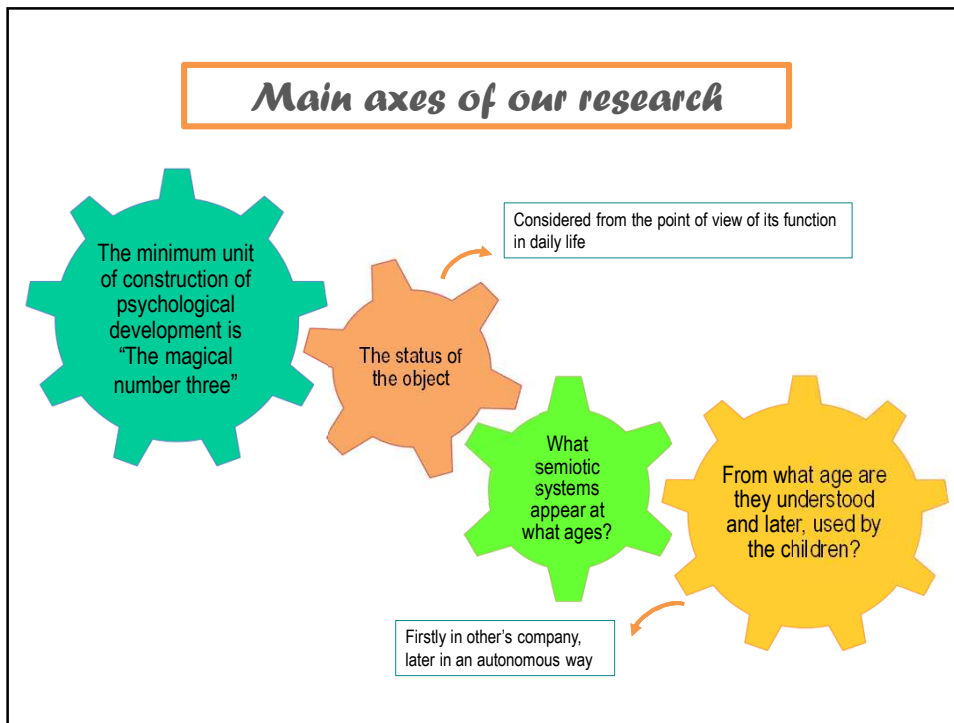 Main axes of our research
The minimum unit
of construction of
psychological
development is
“The magical
number three”
Considered from the point of view of its function
in daily life
The status of
the object
What
semiotic
systems
appear at
what ages?
From what age are
they understood
and later, used by
the children?
Firstly in other’s company,
later in an autonomous way